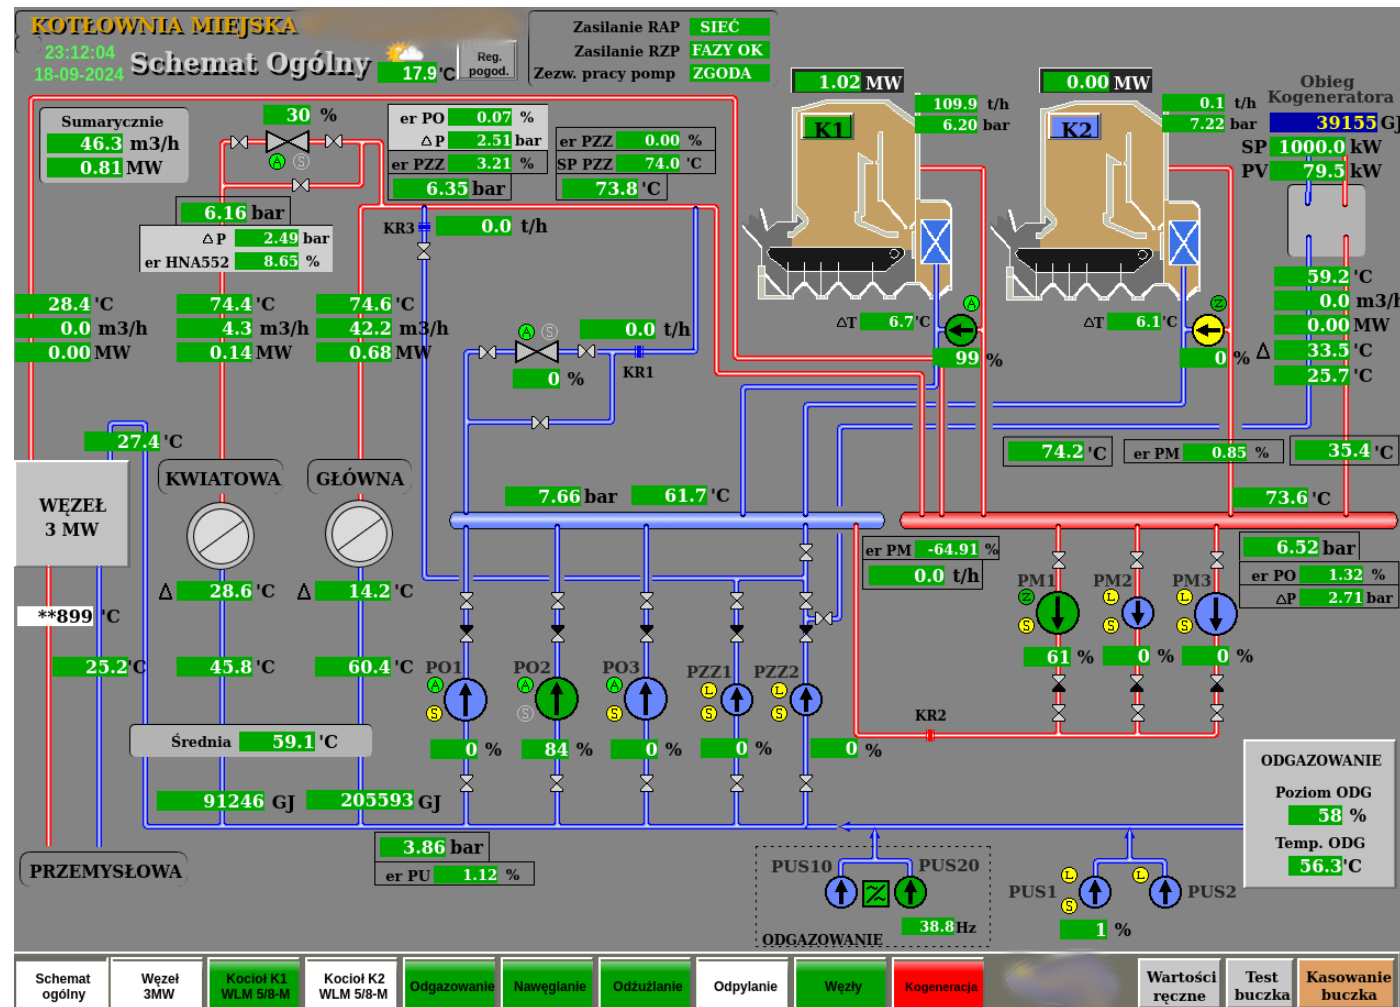 KOTŁOWNIA MIEJSKA
23:12:04
18-09-2024
Schemat Ogólny
17.9 'C
Reg. pogod.
Zasilanie RAP SIEĆ
Zasilanie RZP FAZY OK
Zezw. pracy pomp ZGODA
1.02 MW
K1
109.9 t/h
6.20 bar
0.00 MW
K2
0.1 t/h
7.22 bar
Obieg
Kogeneratora
39155 GJ
SP 1000.0 kW
PV 79.5 kW
Sumarycznie
46.3 m3/h
0.81 MW
30 %
A S
er PO 0.07 %
△P 2.51 bar
er PZZ 3.21 %
6.35 bar
er PZZ 0.00 %
SP PZZ 74.0 'C
73.8 'C
6.16 bar
△P 2.49 bar
er HNA552 8.65 %
KR3 0.0 t/h
28.4 'C
0.0 m3/h
0.00 MW
74.4 'C
4.3 m3/h
0.14 MW
74.6 'C
42.2 m3/h
0.68 MW
A S
0.0 t/h
KR1
0 %
△T 6.7 'C
A
99 %
△T 6.1 'C
Z
0 %
59.2 'C
0.0 m3/h
0.00 MW
△ 33.5 'C
25.7 'C
27.4 'C
WĘZEŁ
3 MW
KWIATOWA
GŁÓWNA
74.2 'C
er PM 0.85 %
35.4 'C
7.66 bar
61.7 'C
73.6 'C
er PM -64.91 %
0.0 t/h
6.52 bar
er PO 1.32 %
△P 2.71 bar
△ 28.6 'C
△ 14.2 'C
**899 'C
25.2 'C
45.8 'C
60.4 'C
PM1
Z
S
61 %
PM2
L
S
0 %
PM3
L
S
0 %
PO1
A
S
0 %
PO2
A
S
84 %
PO3
A
S
0 %
PZZ1
L
S
0 %
PZZ2
L
S
0 %
KR2
Średnia 59.1 'C
91246 GJ
205593 GJ
3.86 bar
er PU 1.12 %
PRZEMYSŁOWA
PUS10
PUS20
38.8 Hz
ODGAZOWANIE
PUS1
L
S
1 %
L
PUS2
ODGAZOWANIE
Poziom ODG
58 %
Temp. ODG
56.3 'C
Schemat ogólny
Węzeł 3MW
Kocioł K1 WLM 5/8-M
Kocioł K2 WLM 5/8-M
Odgazowanie
Nawęglanie
Odżużlanie
Odpylanie
Węzły
Kogeneracja
Wartości ręczne
Test buczka
Kasowanie buczka